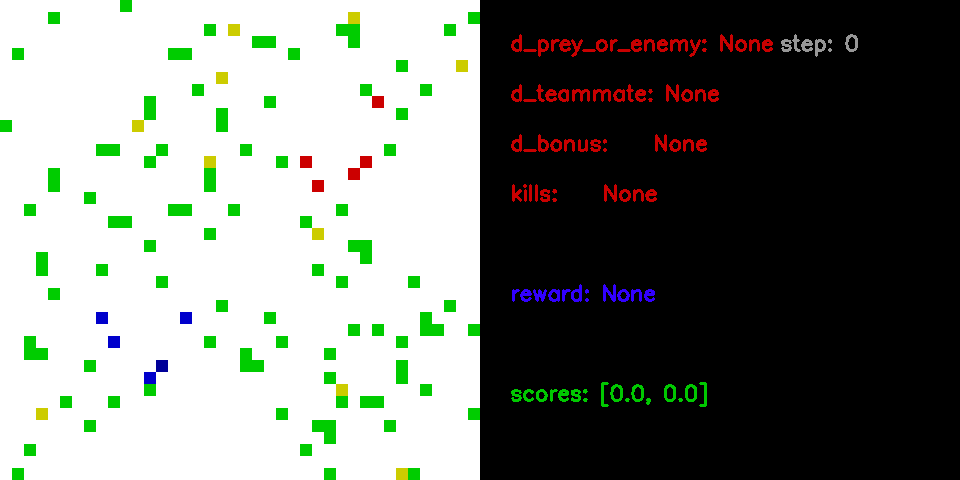 d_prey_or_enemy: None step: 0
d_teammate: None
d_bonus: None
kills: None
reward: None
scores: [0.0, 0.0]